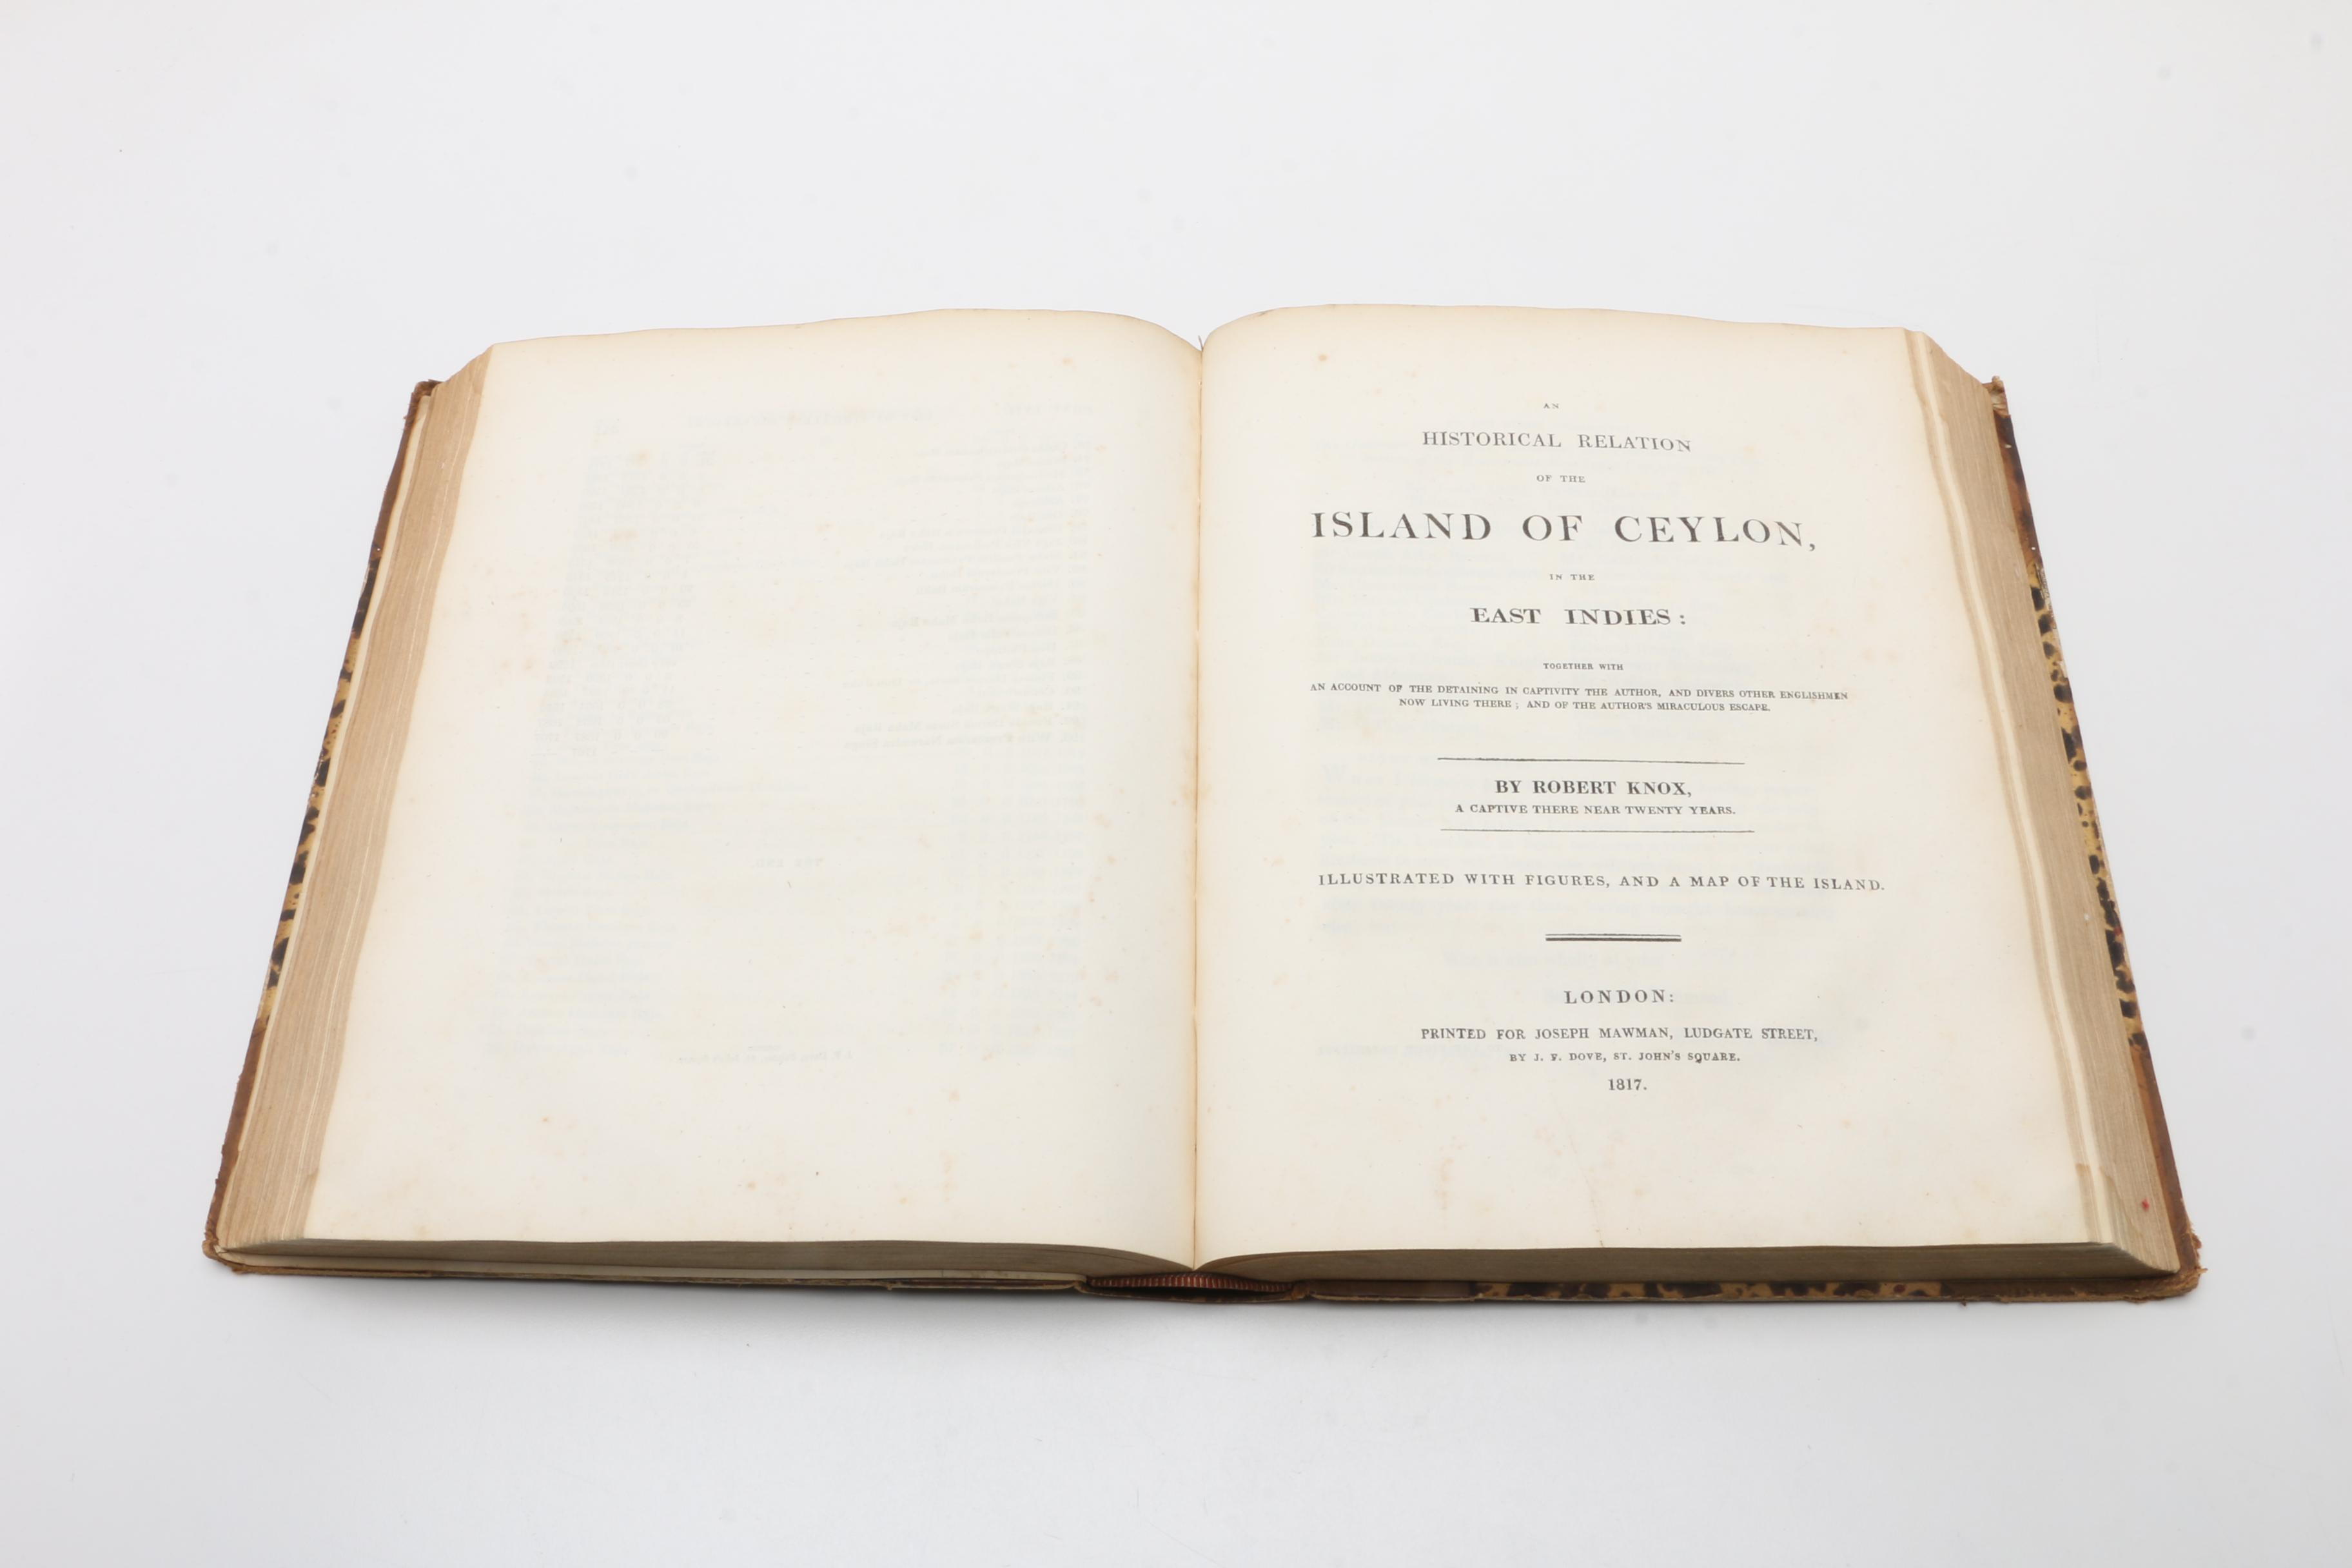 AN
HISTORICAL RELATION
OF THE
ISLAND OF CEYLON,
IN THE
EAST INDIES:
TOGETHER WITH
AN ACCOUNT OF THE DETAINING IN CAPTIVITY THE AUTHOR, AND DIVERS OTHER ENGLISHMEN
NOW LIVING THERE; AND OF THE AUTHOR'S MIRACULOUS ESCAPE.
BY ROBERT KNOX,
A CAPTIVE THERE NEAR TWENTY YEARS.
ILLUSTRATED WITH FIGURES, AND A MAP OF THE ISLAND.
LONDON:
PRINTED FOR JOSEPH MAWMAN, LUDGATE STREET,
BY J. F. DOVE, ST. JOHN'S SQUARE.
1817.